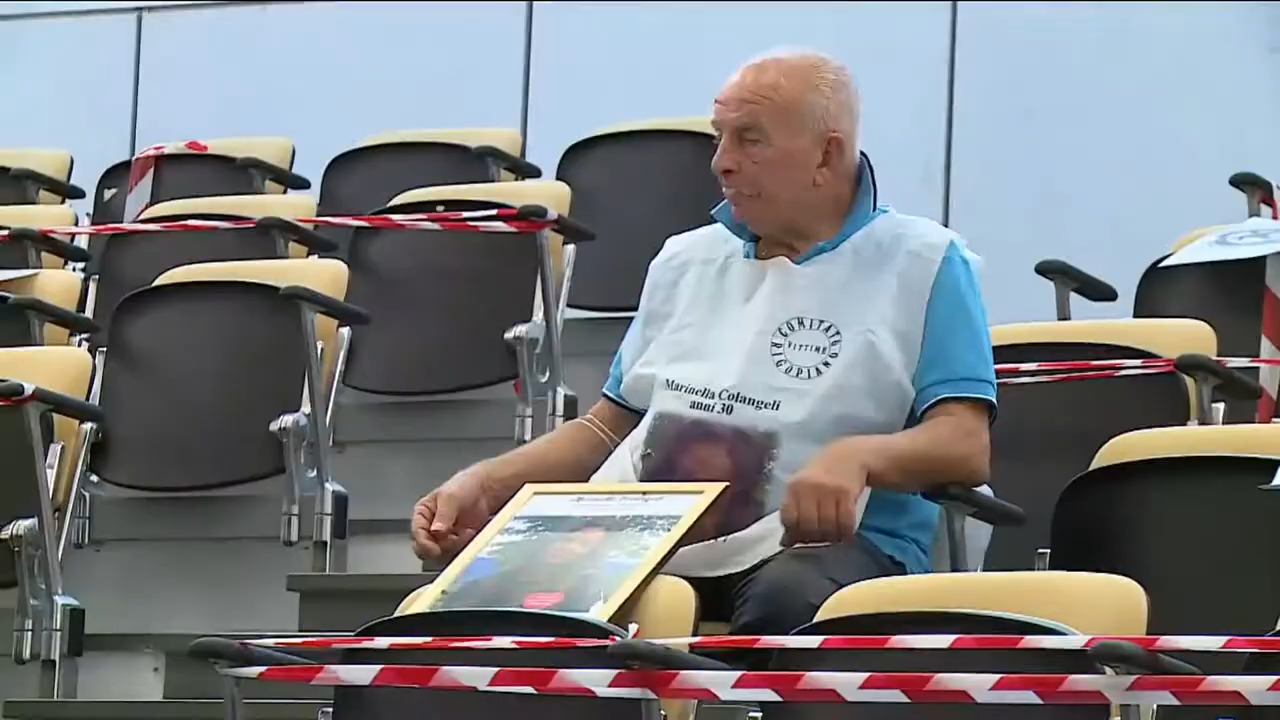 COMITATO
VITTIME
RIGOPIANO
Marinella Colangeli
anni 30